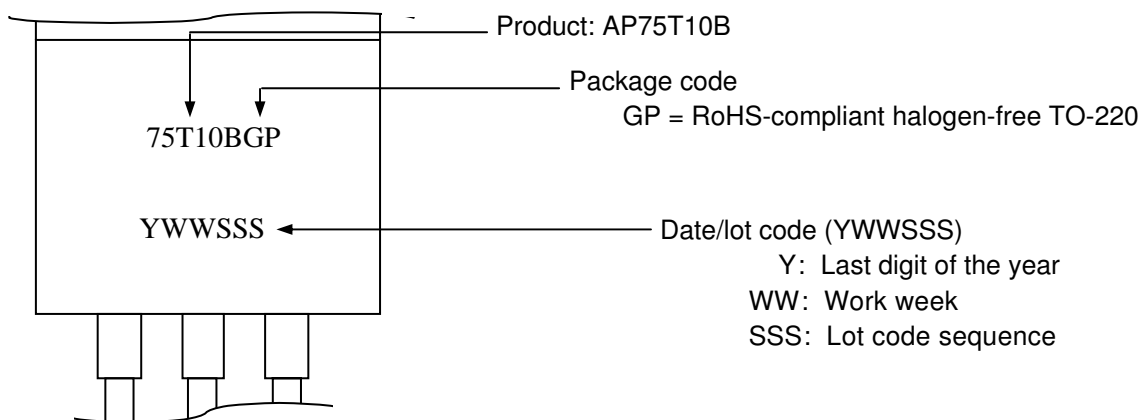 Product: AP75T10B
Package code
GP = RoHS-compliant halogen-free TO-220
75T10BGP
YWWSSS
Date/lot code (YWWSSS)
Y: Last digit of the year
WW: Work week
SSS: Lot code sequence